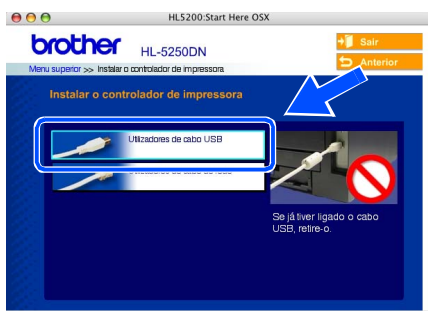 HL5200:Start Here OSX
brother
HL-5250DN
Sair
Anterior
Menu superior >> Instalar o controlador de impressora
Instalar o controlador de impressora
Utilizadores de cabo USB
Se já tiver ligado o cabo
USB, retire-o.